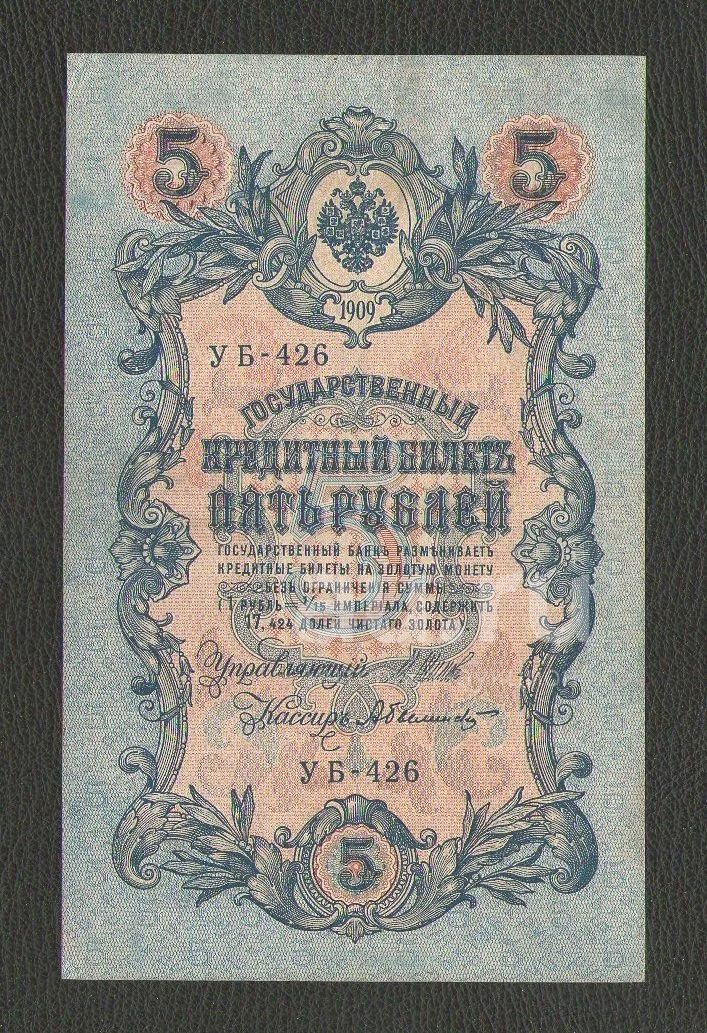 5 5
1909
УБ-426
ГОСУДАРСТВЕННЫЙ
КРЕДИТНЫЙ БИЛЕТЪ
ПЯТЬ РУБЛЕЙ
ГОСУДАРСТВЕННЫЙ БАНКЪ РАЗМѢНИВАЕТЪ
КРЕДИТНЫЕ БИЛЕТЫ НА ЗОЛОТУЮ МОНЕТУ
БЕЗЪ ОГРАНИЧЕНІЯ СУММЫ
(1 РУБЛЬ = 1/15 ИМПЕРІАЛА, СОДЕРЖИТЪ
17,424 ДОЛЕЙ ЧИСТАГО ЗОЛОТА).
Управляющій
Кассиръ
УБ-426
5